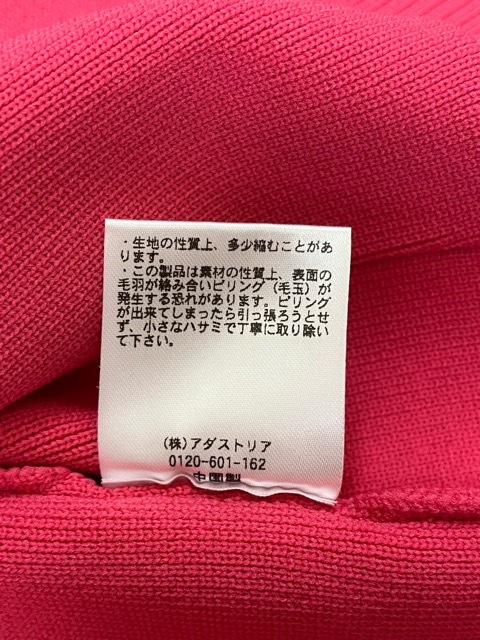 ・生地の性質上、多少縮むことがあ
ります。
・この製品は素材の性質上、表面の
毛羽が絡み合いピリング(毛玉)が
発生する恐れがあります。ピリング
が出来てしまったら引っ張ろうとせ
ず、小さなハサミで丁寧に取り除い
て下さい。
(株)アダストリア
0120-601-162
中国製